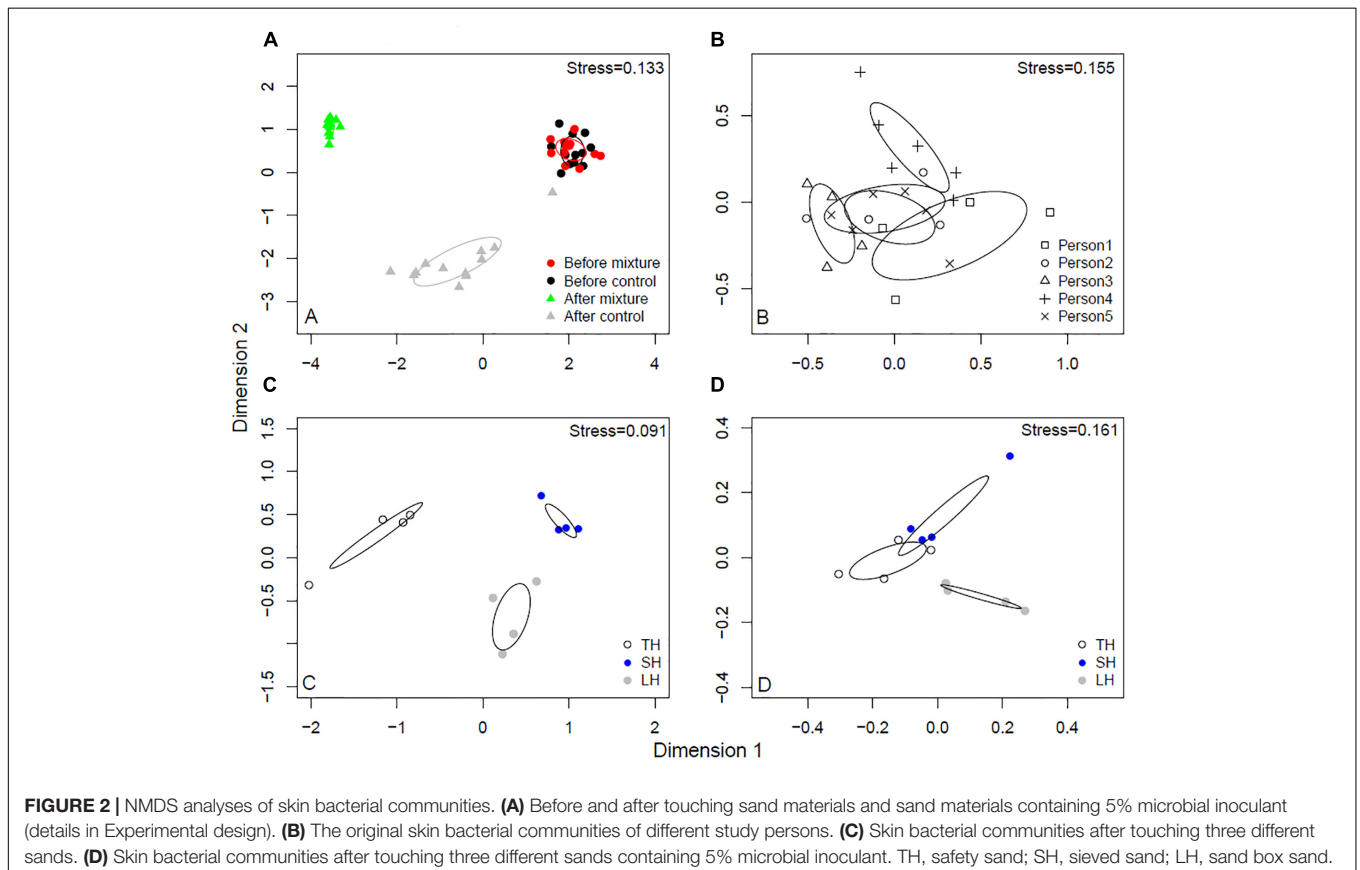 A
Stress=0.133
2
1
0
−1
−2
−3
Before mixture
Before control
After mixture
After control
A
−4
−2
0
2
4
B
Stress=0.155
0.5
0.0
−0.5
Person1
Person2
Person3
Person4
Person5
B
−0.5
0.0
0.5
1.0
Dimension 2
C
Stress=0.091
1.5
1.0
0.5
0.0
−0.5
−1.5
TH
SH
LH
C
−2
−1
0
1
2
D
Stress=0.161
0.4
0.2
0.0
−0.2
−0.4
TH
SH
LH
D
−0.4
−0.2
0.0
0.2
0.4
Dimension 1
FIGURE 2 | NMDS analyses of skin bacterial communities. (A) Before and after touching sand materials and sand materials containing 5% microbial inoculant
(details in Experimental design). (B) The original skin bacterial communities of different study persons. (C) Skin bacterial communities after touching three different
sands. (D) Skin bacterial communities after touching three different sands containing 5% microbial inoculant. TH, safety sand; SH, sieved sand; LH, sand box sand.